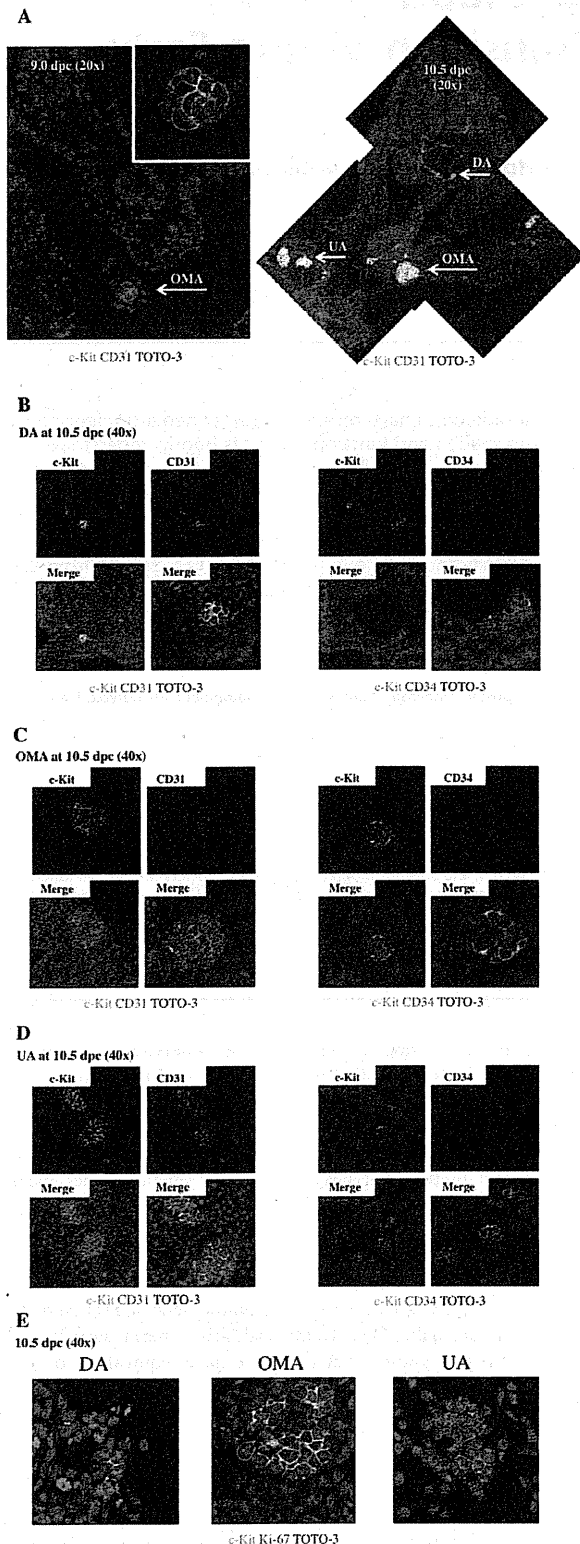 A
9.0 dpc (20x)
OMA
10.5 dpc
(20x)
DA
UA
OMA
c-Kit CD31 TOTO-3
c-Kit CD31 TOTO-3
B
DA at 10.5 dpc (40x)
c-Kit
CD31
c-Kit
CD34
Merge
Merge
Merge
Merge
c-Kit CD31 TOTO-3
c-Kit CD34 TOTO-3
C
OMA at 10.5 dpc (40x)
c-Kit
CD31
c-Kit
CD34
Merge
Merge
Merge
Merge
c-Kit CD31 TOTO-3
c-Kit CD34 TOTO-3
D
UA at 10.5 dpc (40x)
c-Kit
CD31
c-Kit
CD34
Merge
Merge
Merge
Merge
c-Kit CD31 TOTO-3
c-Kit CD34 TOTO-3
E
10.5 dpc (40x)
DA
OMA
UA
c-Kit Ki-67 TOTO-3